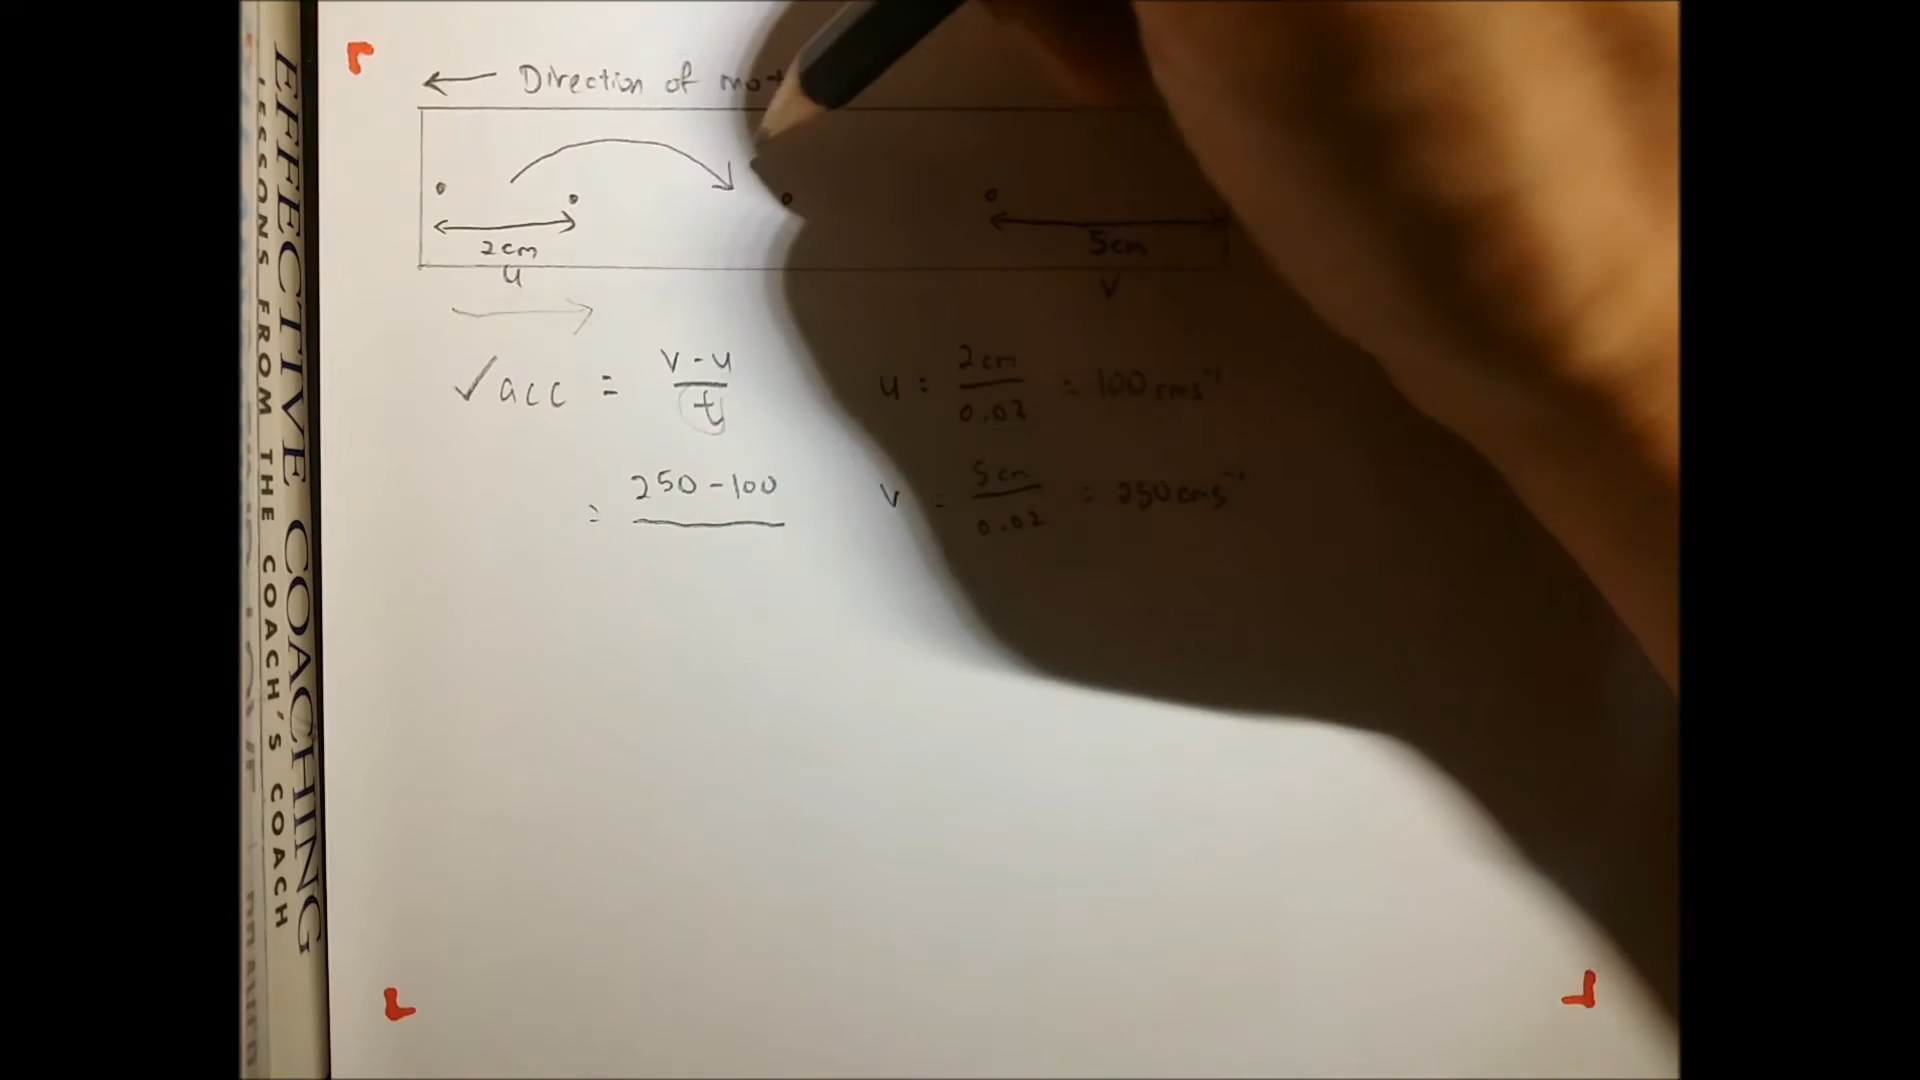 EFFECTIVE COACHING
LESSONS FROM THE COACH'S COACH
← Direction of mot
2cm
5cm
u
v
✓acc = v-u / t
u = 2cm / 0.02 = 100 cms⁻¹
= 250-100
v = 5cm / 0.02 = 250 cms⁻¹